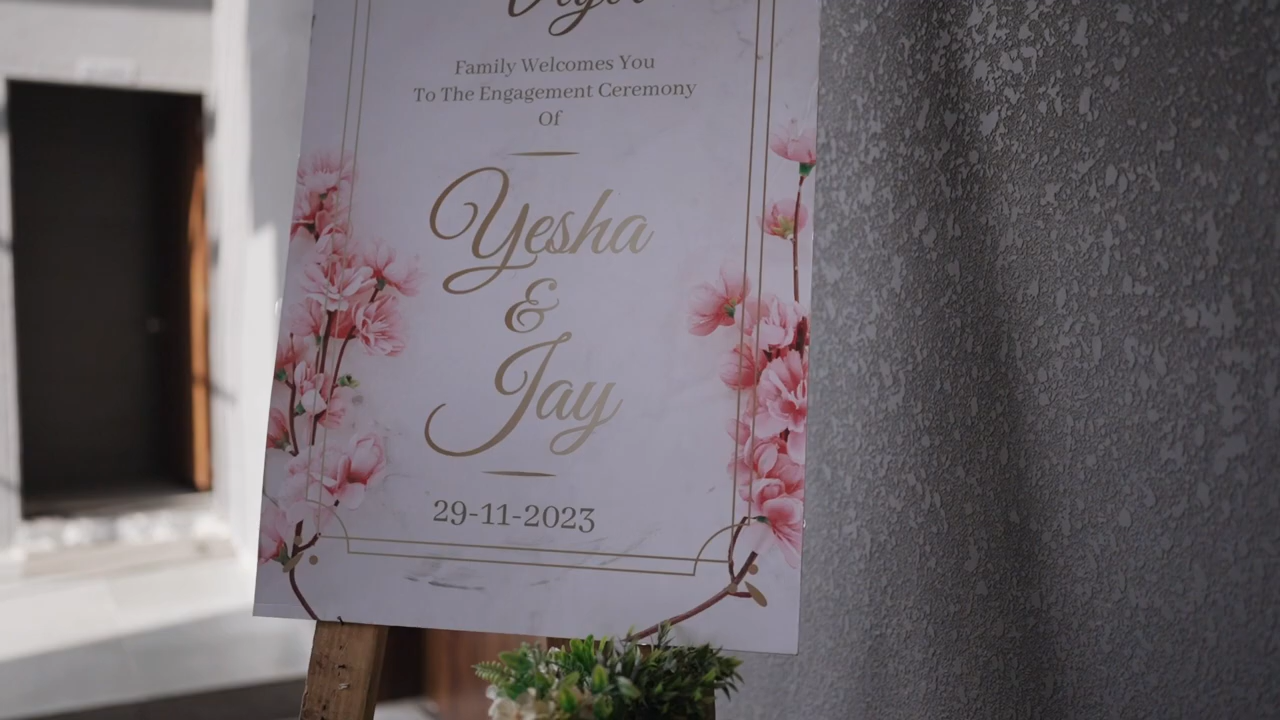 Family Welcomes You
To The Engagement Ceremony
Of
Yesha
&
Jay
29-11-2023